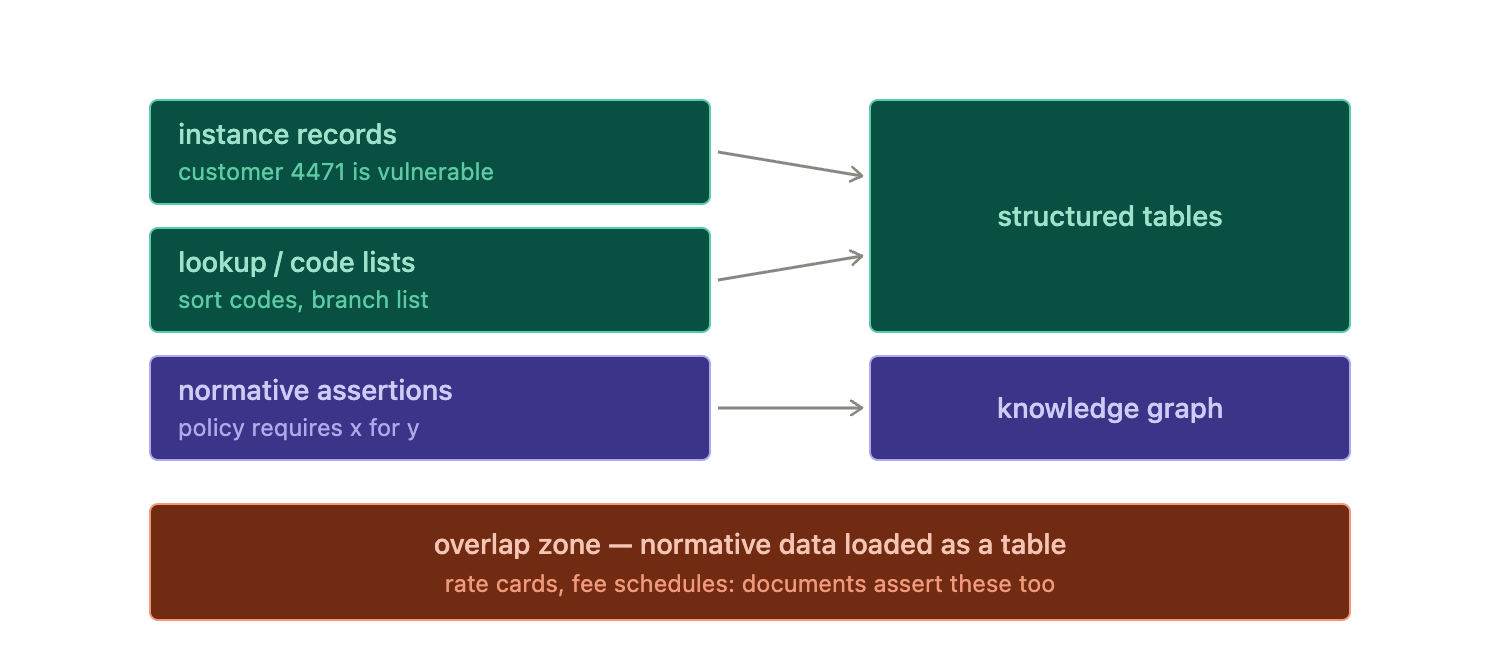 instance records
customer 4471 is vulnerable
structured tables
lookup / code lists
sort codes, branch list
normative assertions
policy requires x for y
knowledge graph
overlap zone — normative data loaded as a table
rate cards, fee schedules: documents assert these too